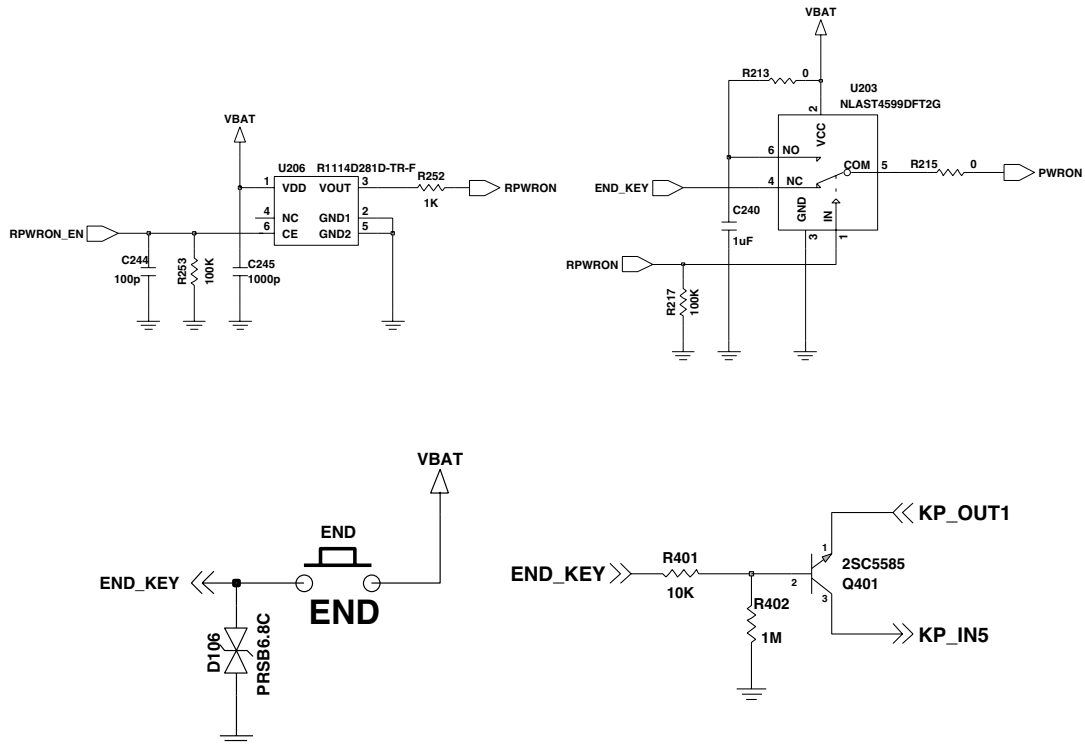 VBAT
U206 R1114D281D-TR-F
1 VDD VOUT 3
R252
1K
RPWRON
4 NC GND1 2
6 CE GND2 5
RPWRON_EN
C244
100p
R253
100K
C245
1000p
VBAT
R213 0
U203
NLAST4599DFT2G
2
VCC
6 NO
COM 5
R215 0
PWRON
END_KEY
4 NC
GND
IN
3
1
C240
1uF
RPWRON
R217
100K
VBAT
END
END_KEY
END
D106
PRSB6.8C
KP_OUT1
1
2SC5585
Q401
2
3
END_KEY
R401
10K
R402
1M
KP_IN5